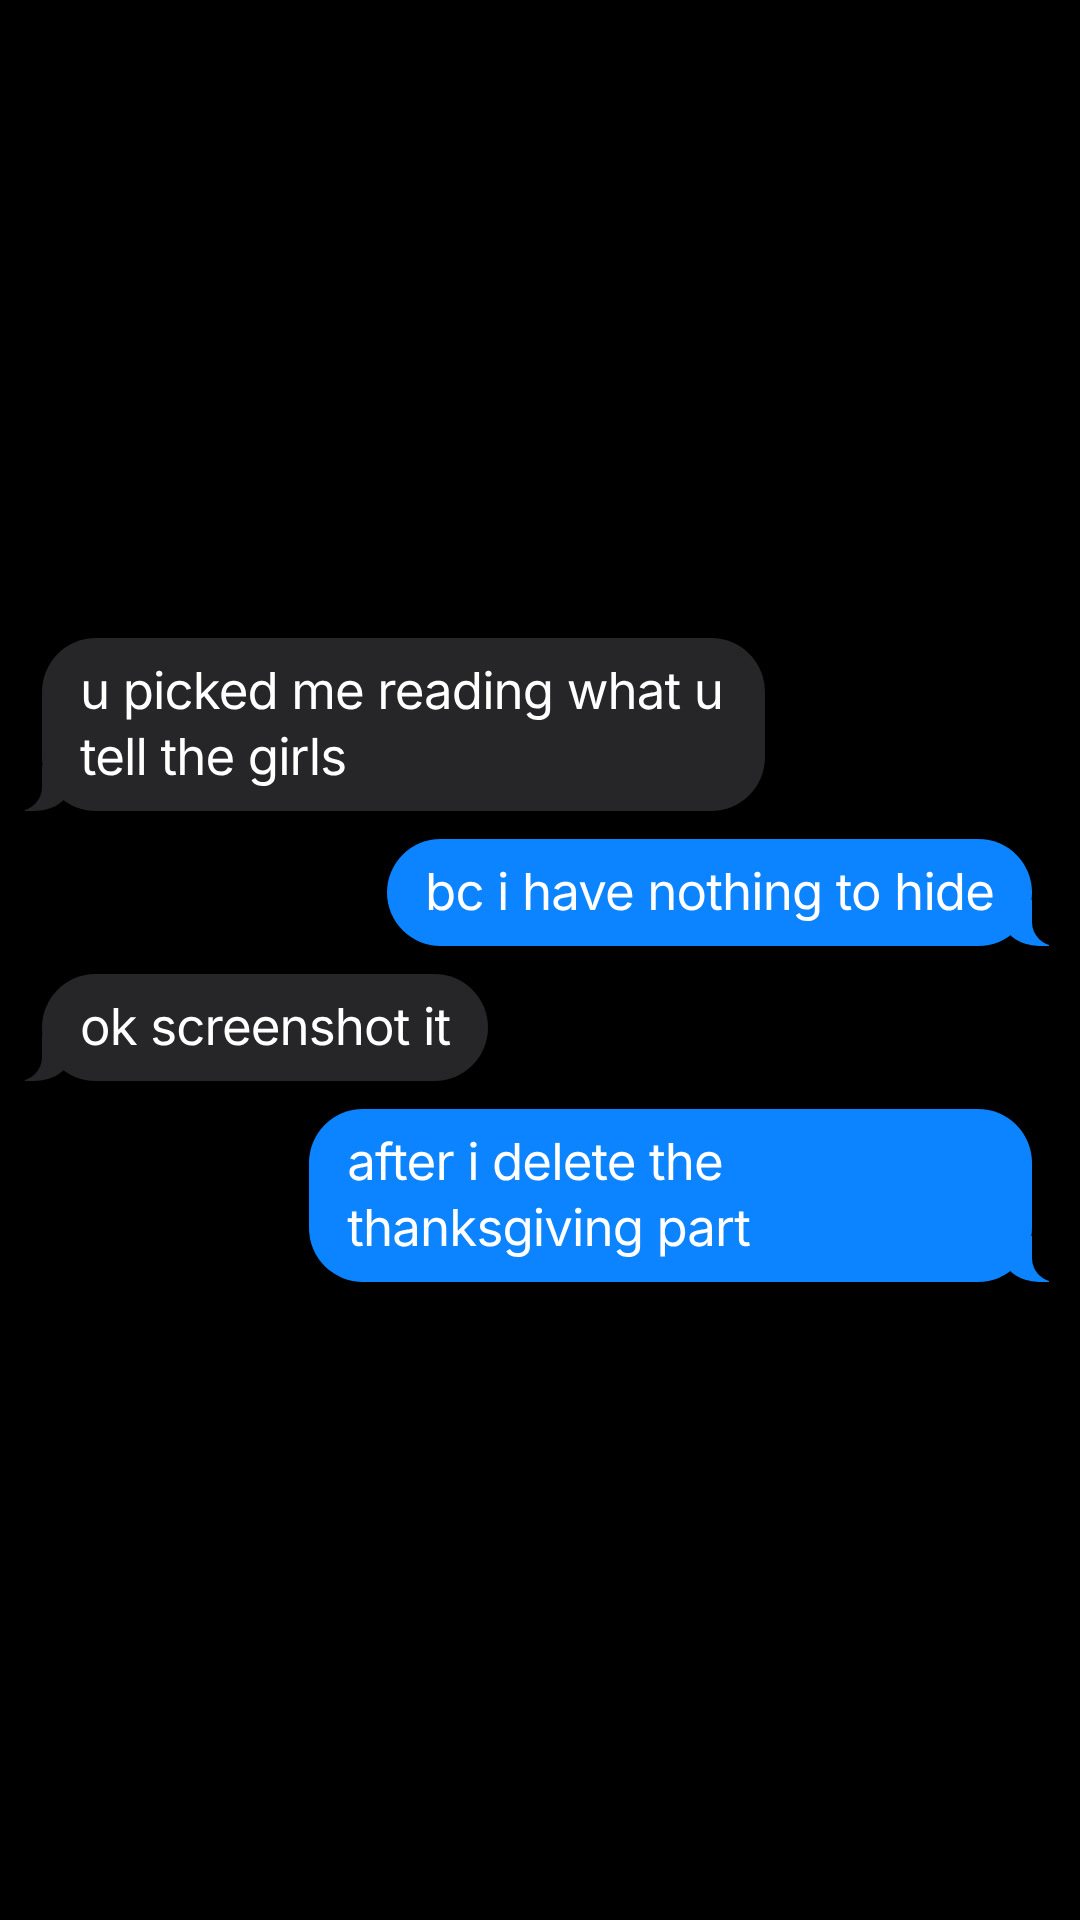 u picked me reading what u
tell the girls
bc i have nothing to hide
ok screenshot it
after i delete the
thanksgiving part